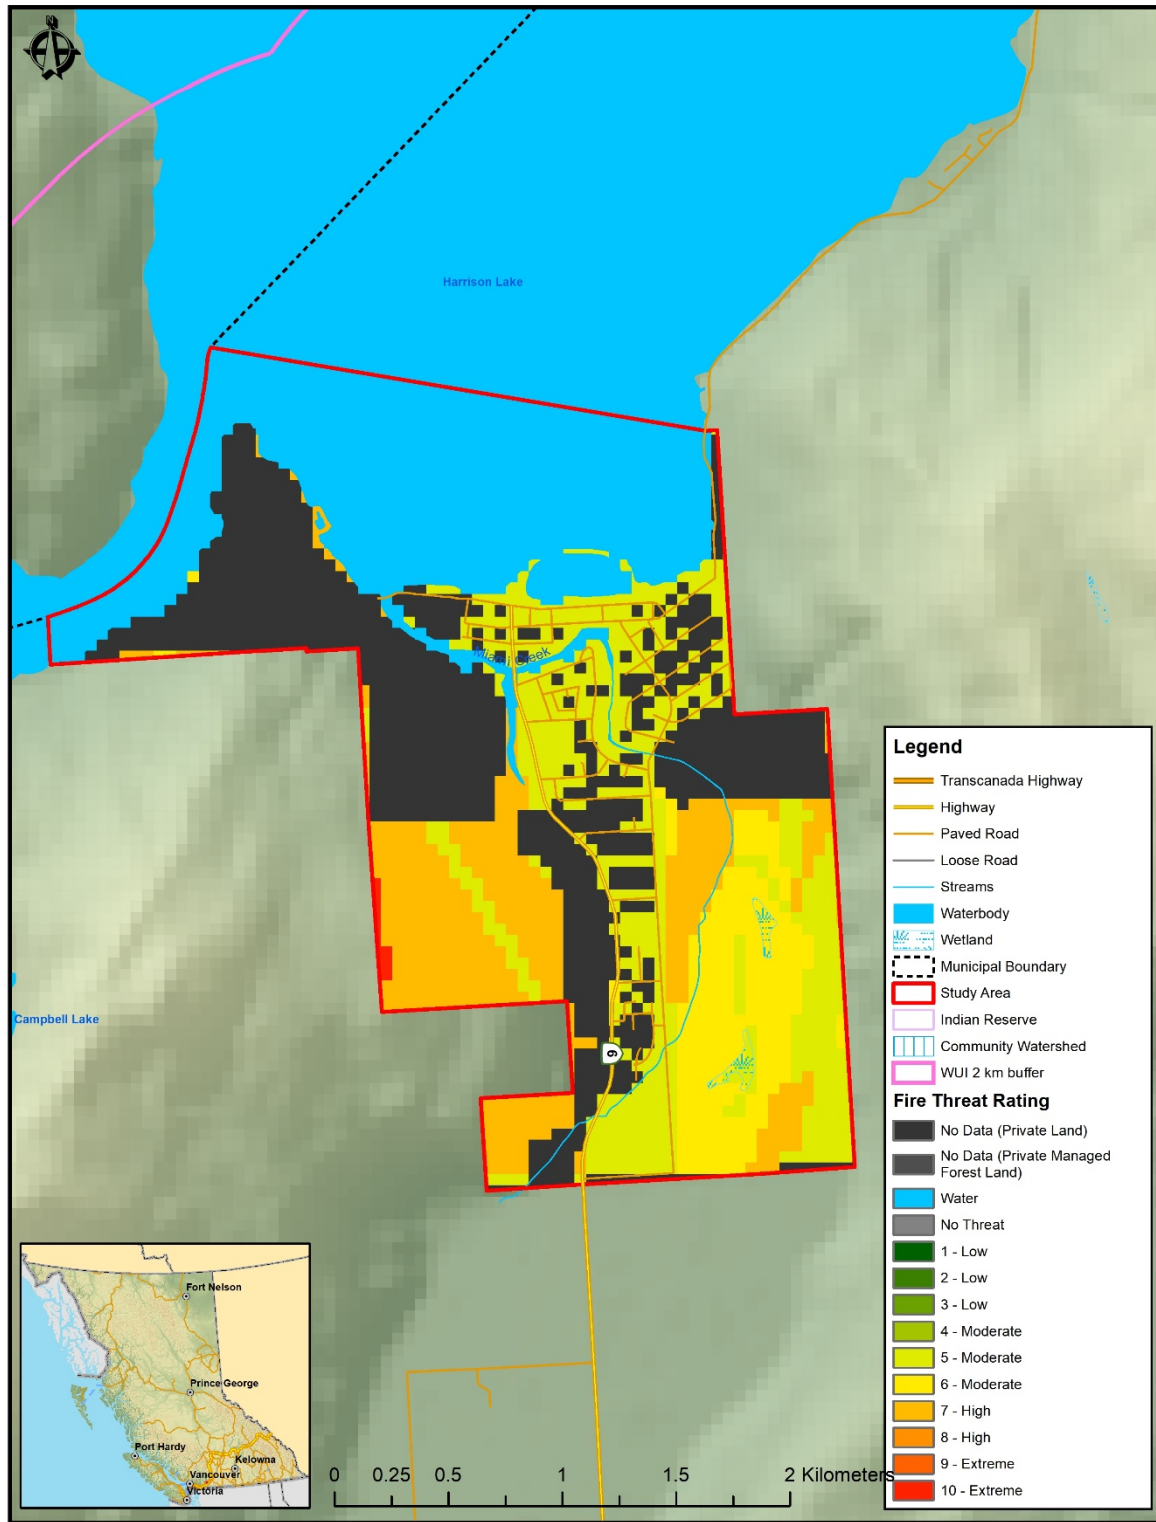 N
Harrison Lake
Miami Creek
Campbell Lake
9
Legend
Transcanada Highway
Highway
Paved Road
Loose Road
Streams
Waterbody
Wetland
Municipal Boundary
Study Area
Indian Reserve
Community Watershed
WUI 2 km buffer
Fire Threat Rating
No Data (Private Land)
No Data (Private Managed
Forest Land)
Water
No Threat
1 - Low
2 - Low
3 - Low
4 - Moderate
5 - Moderate
6 - Moderate
7 - High
8 - High
9 - Extreme
10 - Extreme
Fort Nelson
Prince George
Port Hardy
Kelowna
Vancouver
Victoria
0 0.25 0.5 1 1.5 2 Kilometers